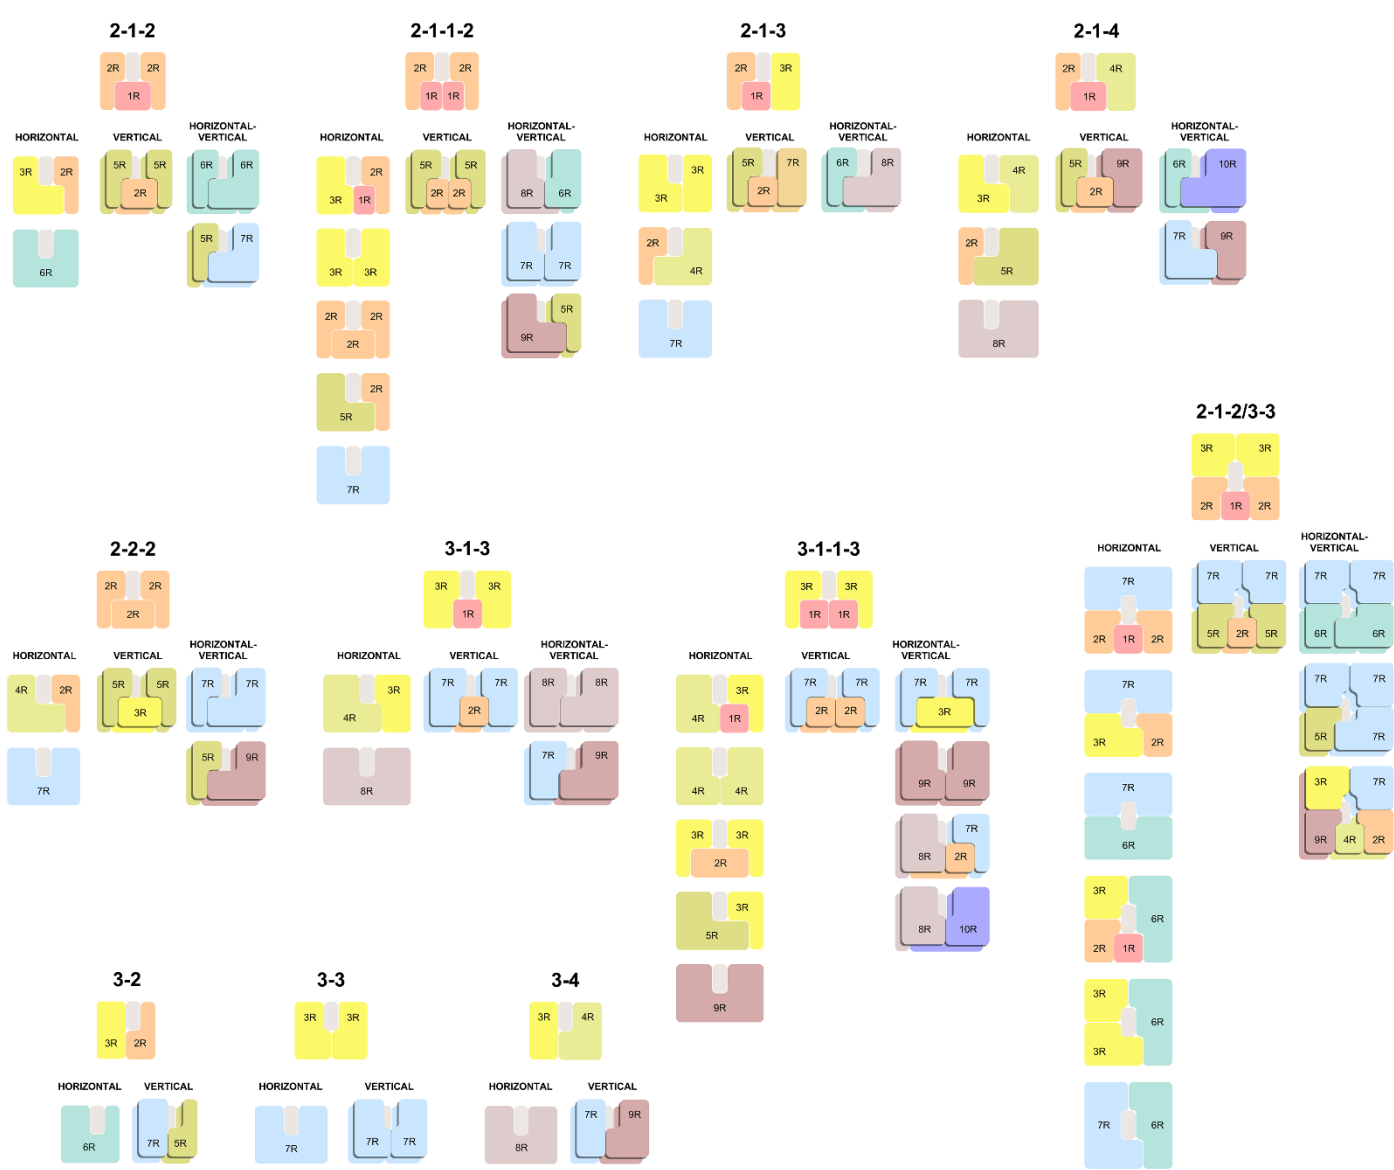 2-1-2
2R 2R
1R
HORIZONTAL VERTICAL HORIZONTAL-
VERTICAL
3R 2R
5R 5R
2R
6R 6R
6R
5R 7R
2-1-1-2
2R 2R
1R 1R
HORIZONTAL VERTICAL HORIZONTAL-
VERTICAL
2R
3R 1R
5R 5R
2R 2R
8R 6R
3R 3R
7R 7R
2R 2R
2R
5R
9R
2R
5R
7R
2-1-3
2R 3R
1R
HORIZONTAL VERTICAL HORIZONTAL-
VERTICAL
3R
3R
5R 7R
2R
6R 8R
2R
4R
7R
2-1-4
2R 4R
1R
HORIZONTAL VERTICAL HORIZONTAL-
VERTICAL
4R
3R
5R 9R
2R
6R 10R
2R
5R
7R 9R
8R
2-1-2/3-3
3R 3R
2R 1R 2R
HORIZONTAL VERTICAL HORIZONTAL-
VERTICAL
7R
2R 1R 2R
7R 7R
5R 2R 5R
7R 7R
6R 6R
7R
3R 2R
7R 7R
5R 7R
7R
6R
3R 7R
9R 4R 2R
3R
6R
2R 1R
3R
6R
3R
7R 6R
2-2-2
2R 2R
2R
HORIZONTAL VERTICAL HORIZONTAL-
VERTICAL
4R 2R
5R 5R
3R
7R 7R
7R
5R 9R
3-1-3
3R 3R
1R
HORIZONTAL VERTICAL HORIZONTAL-
VERTICAL
3R
4R
7R 7R
2R
8R 8R
8R
7R 9R
3-1-1-3
3R 3R
1R 1R
HORIZONTAL VERTICAL HORIZONTAL-
VERTICAL
3R
4R 1R
7R 7R
2R 2R
7R 7R
3R
4R 4R
9R 9R
3R 3R
2R
7R
8R 2R
3R
5R
8R 10R
9R
3-2
3R 2R
HORIZONTAL VERTICAL
6R
7R 5R
3-3
3R 3R
HORIZONTAL VERTICAL
7R
7R 7R
3-4
3R 4R
HORIZONTAL VERTICAL
8R
7R 9R